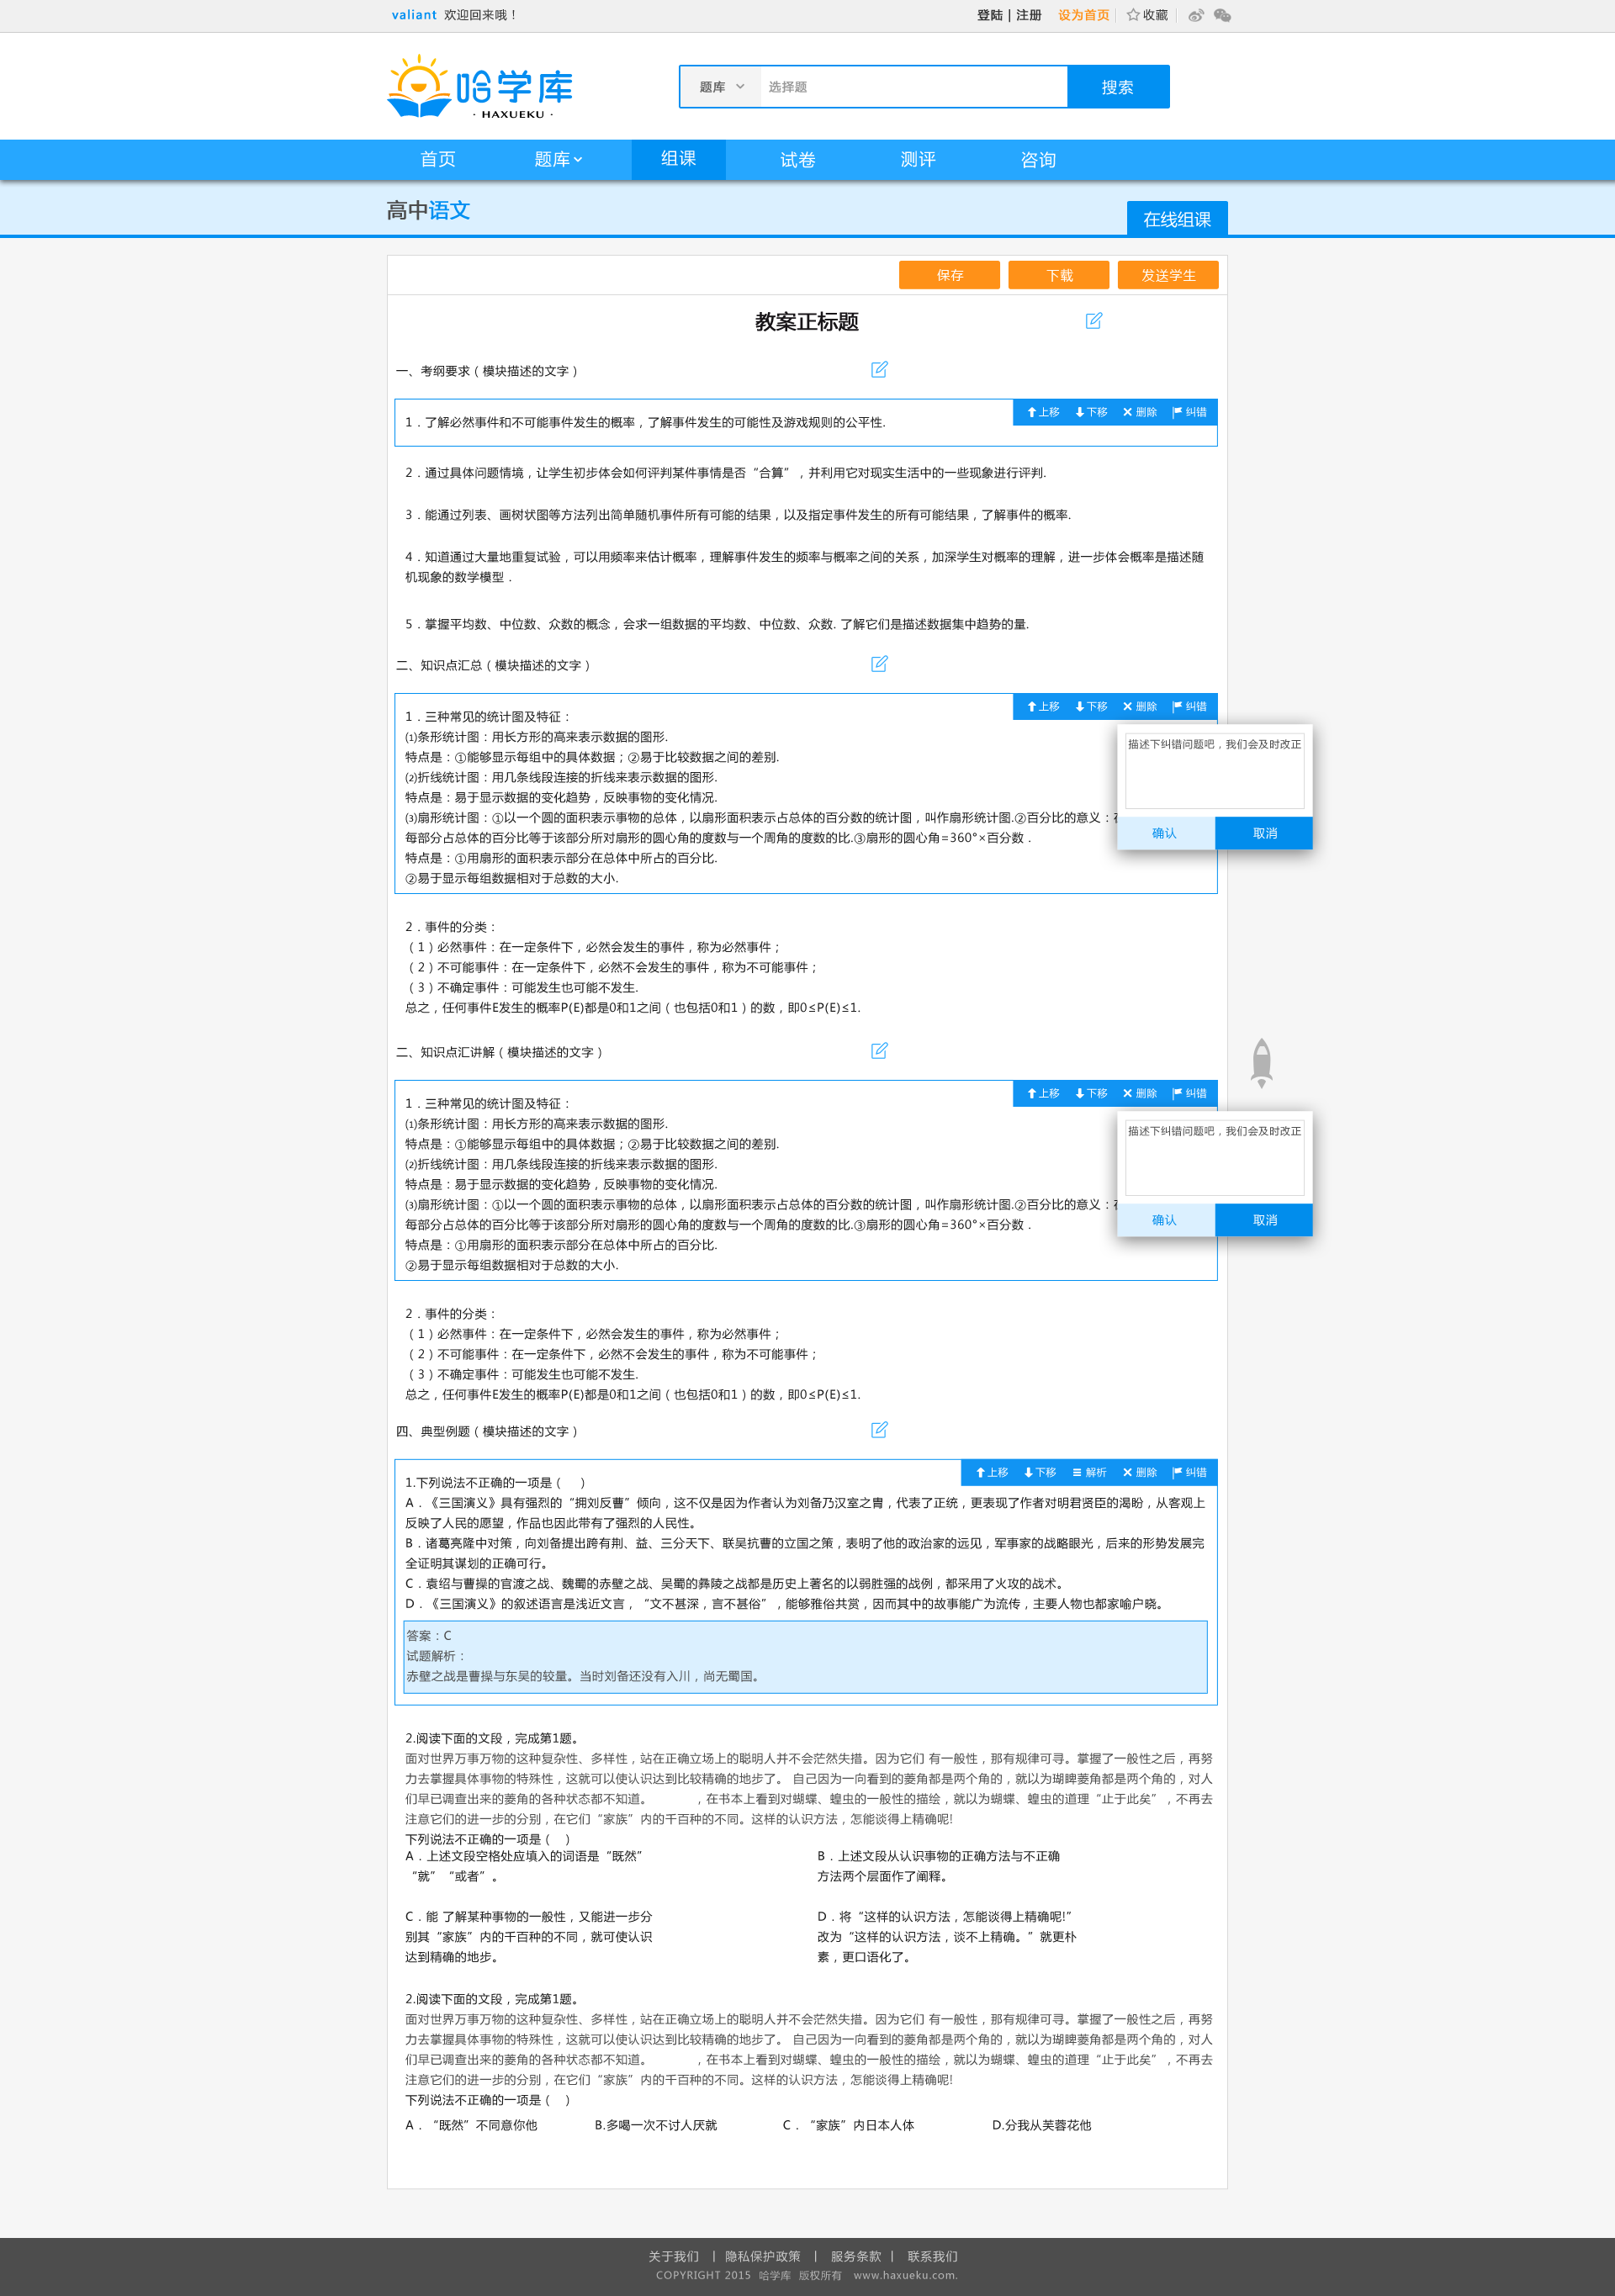 valiant 欢迎回来哦！
登陆 | 注册 设为首页 收藏
哈学库
· HAXUEKU ·
题库 选择题 搜索
首页 题库 组课 试卷 测评 咨询
高中语文 在线组课
保存 下载 发送学生
教案正标题
一、考纲要求（模块描述的文字）
上移 下移 删除 纠错
1．了解必然事件和不可能事件发生的概率，了解事件发生的可能性及游戏规则的公平性.
2．通过具体问题情境，让学生初步体会如何评判某件事情是否“合算”，并利用它对现实生活中的一些现象进行评判.
3．能通过列表、画树状图等方法列出简单随机事件所有可能的结果，以及指定事件发生的所有可能结果，了解事件的概率.
4．知道通过大量地重复试验，可以用频率来估计概率，理解事件发生的频率与概率之间的关系，加深学生对概率的理解，进一步体会概率是描述随
机现象的数学模型．
5．掌握平均数、中位数、众数的概念，会求一组数据的平均数、中位数、众数. 了解它们是描述数据集中趋势的量.
二、知识点汇总（模块描述的文字）
上移 下移 删除 纠错
1．三种常见的统计图及特征：
⑴条形统计图：用长方形的高来表示数据的图形.
特点是：①能够显示每组中的具体数据；②易于比较数据之间的差别.
⑵折线统计图：用几条线段连接的折线来表示数据的图形.
特点是：易于显示数据的变化趋势，反映事物的变化情况.
⑶扇形统计图：①以一个圆的面积表示事物的总体，以扇形面积表示占总体的百分数的统计图，叫作扇形统计图.②百分比的意义：
每部分占总体的百分比等于该部分所对扇形的圆心角的度数与一个周角的度数的比.③扇形的圆心角=360°×百分数．
特点是：①用扇形的面积表示部分在总体中所占的百分比.
②易于显示每组数据相对于总数的大小.
描述下纠错问题吧，我们会及时改正
确认 取消
2．事件的分类：
（1）必然事件：在一定条件下，必然会发生的事件，称为必然事件；
（2）不可能事件：在一定条件下，必然不会发生的事件，称为不可能事件；
（3）不确定事件：可能发生也可能不发生.
总之，任何事件E发生的概率P(E)都是0和1之间（也包括0和1）的数，即0≤P(E)≤1.
二、知识点汇讲解（模块描述的文字）
上移 下移 删除 纠错
1．三种常见的统计图及特征：
⑴条形统计图：用长方形的高来表示数据的图形.
特点是：①能够显示每组中的具体数据；②易于比较数据之间的差别.
⑵折线统计图：用几条线段连接的折线来表示数据的图形.
特点是：易于显示数据的变化趋势，反映事物的变化情况.
⑶扇形统计图：①以一个圆的面积表示事物的总体，以扇形面积表示占总体的百分数的统计图，叫作扇形统计图.②百分比的意义：
每部分占总体的百分比等于该部分所对扇形的圆心角的度数与一个周角的度数的比.③扇形的圆心角=360°×百分数．
特点是：①用扇形的面积表示部分在总体中所占的百分比.
②易于显示每组数据相对于总数的大小.
描述下纠错问题吧，我们会及时改正
确认 取消
2．事件的分类：
（1）必然事件：在一定条件下，必然会发生的事件，称为必然事件；
（2）不可能事件：在一定条件下，必然不会发生的事件，称为不可能事件；
（3）不确定事件：可能发生也可能不发生.
总之，任何事件E发生的概率P(E)都是0和1之间（也包括0和1）的数，即0≤P(E)≤1.
四、典型例题（模块描述的文字）
上移 下移 解析 删除 纠错
1.下列说法不正确的一项是（　）
A．《三国演义》具有强烈的“拥刘反曹”倾向，这不仅是因为作者认为刘备乃汉室之胄，代表了正统，更表现了作者对明君贤臣的渴盼，从客观上
反映了人民的愿望，作品也因此带有了强烈的人民性。
B．诸葛亮隆中对策，向刘备提出跨有荆、益、三分天下、联吴抗曹的立国之策，表明了他的政治家的远见，军事家的战略眼光，后来的形势发展完
全证明其谋划的正确可行。
C．袁绍与曹操的官渡之战、魏蜀的赤壁之战、吴蜀的彝陵之战都是历史上著名的以弱胜强的战例，都采用了火攻的战术。
D．《三国演义》的叙述语言是浅近文言，“文不甚深，言不甚俗”，能够雅俗共赏，因而其中的故事能广为流传，主要人物也都家喻户晓。
答案：C
试题解析：
赤壁之战是曹操与东吴的较量。当时刘备还没有入川，尚无蜀国。
2.阅读下面的文段，完成第1题。
面对世界万事万物的这种复杂性、多样性，站在正确立场上的聪明人并不会茫然失措。因为它们 有一般性，那有规律可寻。掌握了一般性之后，再努
力去掌握具体事物的特殊性，这就可以使认识达到比较精确的地步了。 自己因为一向看到的菱角都是两个角的，就以为瑚睥菱角都是两个角的，对人
们早已调查出来的菱角的各种状态都不知道。　　　，在书本上看到对蝴蝶、蝗虫的一般性的描绘，就以为蝴蝶、蝗虫的道理“止于此矣”，不再去
注意它们的进一步的分别，在它们“家族”内的千百种的不同。这样的认识方法，怎能谈得上精确呢!
下列说法不正确的一项是（　）
A．上述文段空格处应填入的词语是“既然”
“就”“或者”。
B．上述文段从认识事物的正确方法与不正确
方法两个层面作了阐释。
C．能 了解某种事物的一般性，又能进一步分
别其“家族”内的千百种的不同，就可使认识
达到精确的地步。
D．将“这样的认识方法，怎能谈得上精确呢!”
改为“这样的认识方法，谈不上精确。”就更朴
素，更口语化了。
2.阅读下面的文段，完成第1题。
面对世界万事万物的这种复杂性、多样性，站在正确立场上的聪明人并不会茫然失措。因为它们 有一般性，那有规律可寻。掌握了一般性之后，再努
力去掌握具体事物的特殊性，这就可以使认识达到比较精确的地步了。 自己因为一向看到的菱角都是两个角的，就以为瑚睥菱角都是两个角的，对人
们早已调查出来的菱角的各种状态都不知道。　　　，在书本上看到对蝴蝶、蝗虫的一般性的描绘，就以为蝴蝶、蝗虫的道理“止于此矣”，不再去
注意它们的进一步的分别，在它们“家族”内的千百种的不同。这样的认识方法，怎能谈得上精确呢!
下列说法不正确的一项是（　）
A．“既然”不同意你他 B.多喝一次不讨人厌就 C．“家族”内日本人体 D.分我从芙蓉花他
关于我们 | 隐私保护政策 | 服务条款 | 联系我们
COPYRIGHT 2015 哈学库 版权所有 www.haxueku.com.